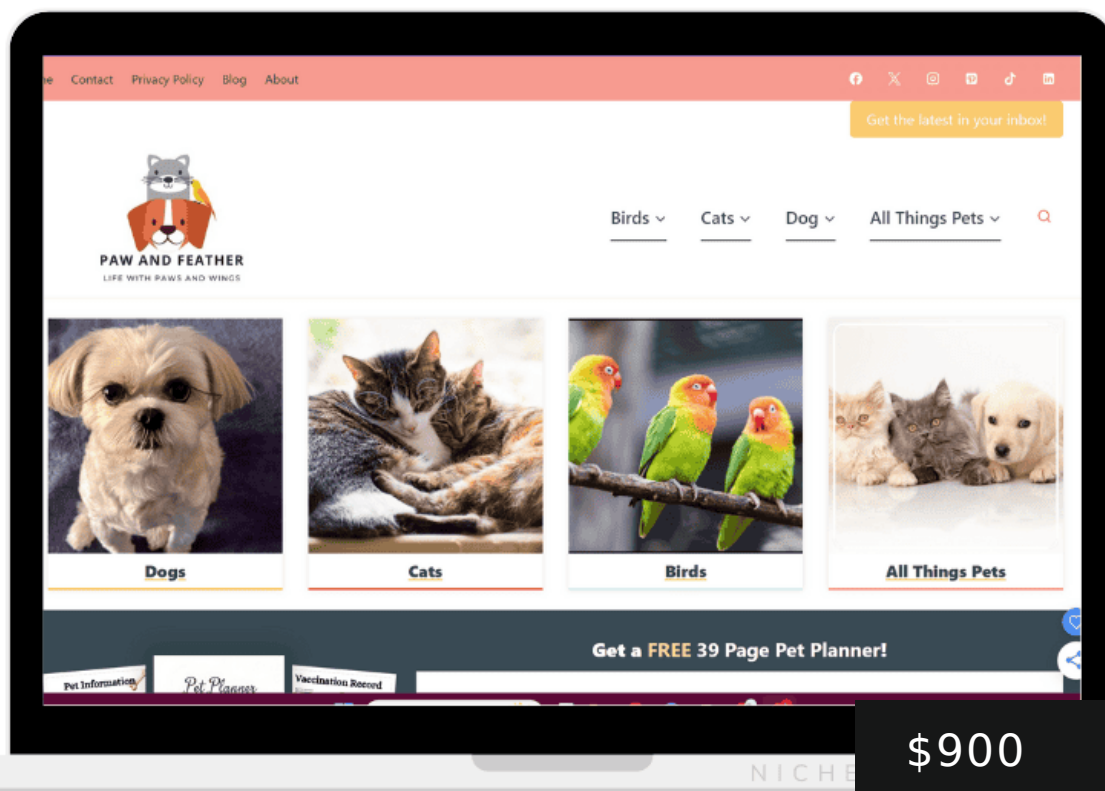 Contact Privacy Policy Blog About
Get the latest in your inbox!
Birds Cats Dog All Things Pets
PAW AND FEATHER
LIFE WITH PAWS AND WINGS
Dogs Cats Birds All Things Pets
Get a FREE 39 Page Pet Planner!
Pet Information Pet Planner Vaccination Record
$900
NICHE